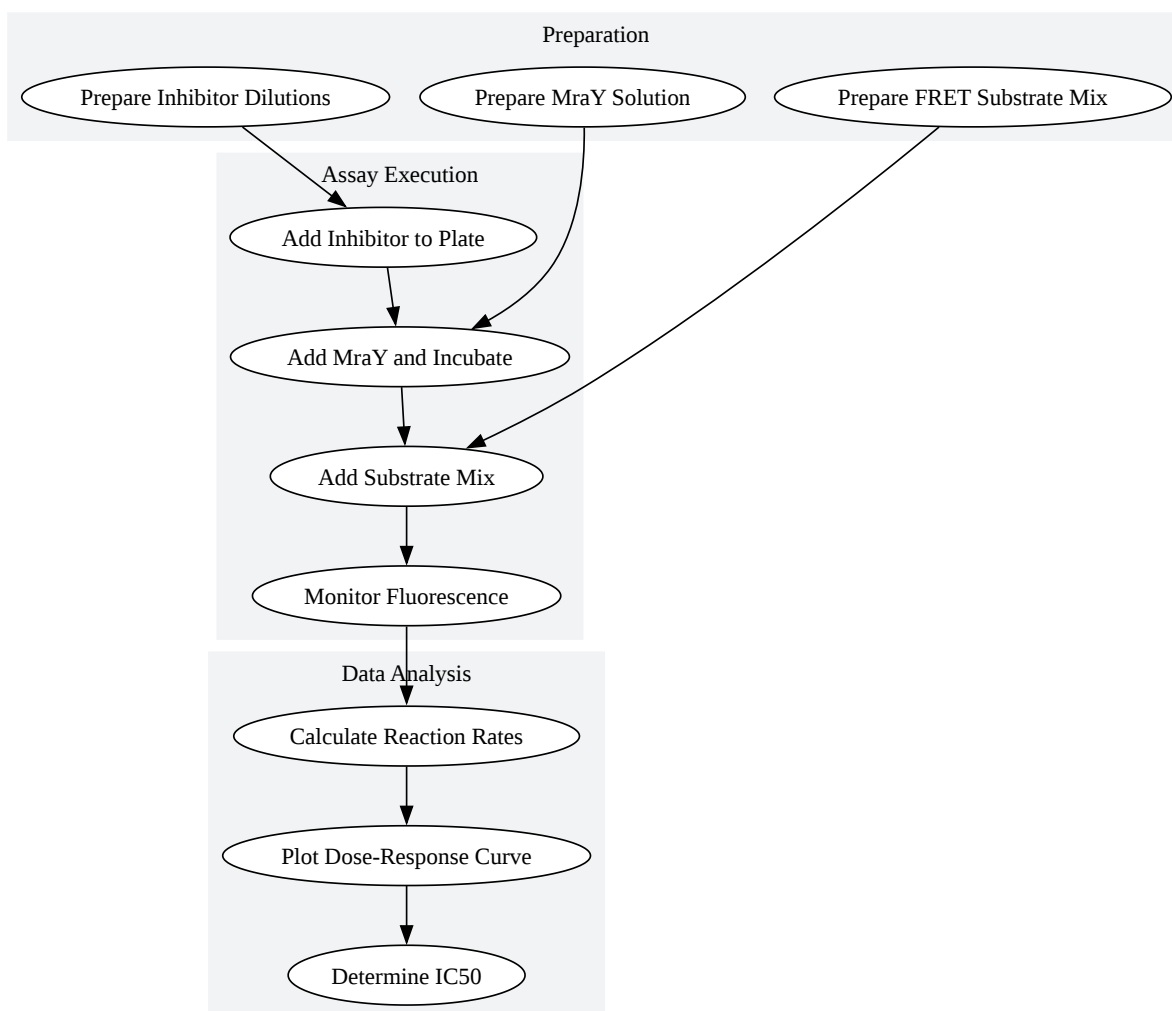 Preparation
Prepare Inhibitor Dilutions
Prepare MraY Solution
Prepare FRET Substrate Mix
Assay Execution
Add Inhibitor to Plate
Add MraY and Incubate
Add Substrate Mix
Monitor Fluorescence
Data Analysis
Calculate Reaction Rates
Plot Dose-Response Curve
Determine IC50